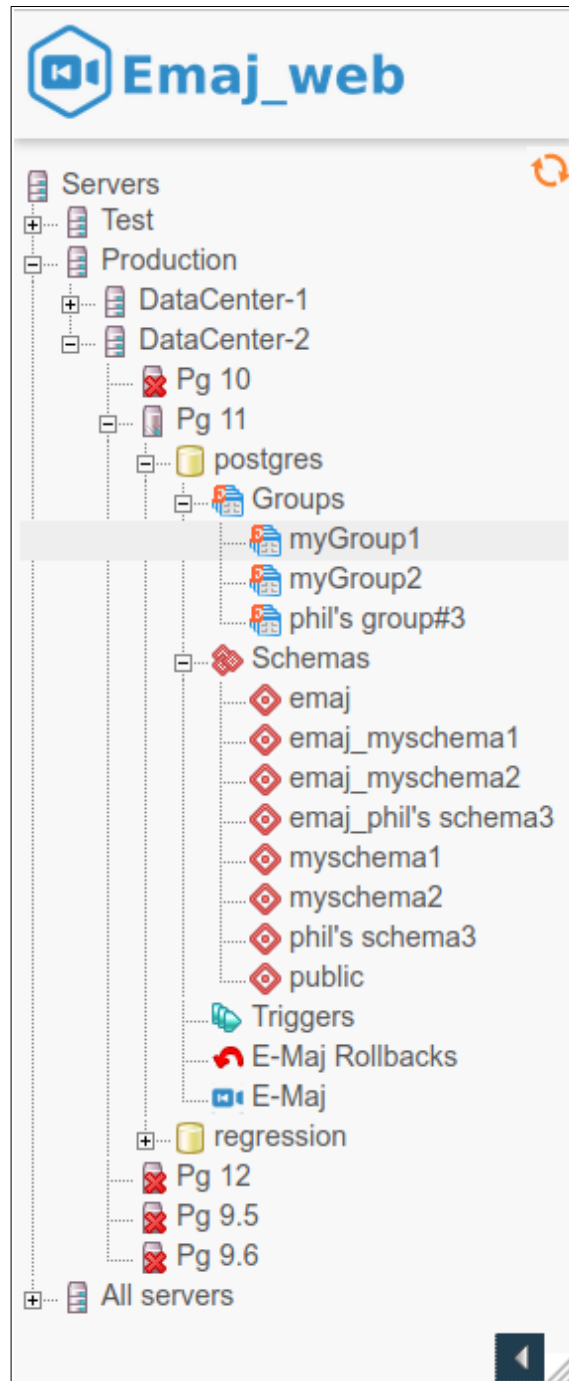 Emaj_web
Servers
Test
Production
DataCenter-1
DataCenter-2
Pg 10
Pg 11
postgres
Groups
myGroup1
myGroup2
phil's group#3
Schemas
emaj
emaj_myschema1
emaj_myschema2
emaj_phil's schema3
myschema1
myschema2
phil's schema3
public
Triggers
E-Maj Rollbacks
E-Maj
regression
Pg 12
Pg 9.5
Pg 9.6
All servers